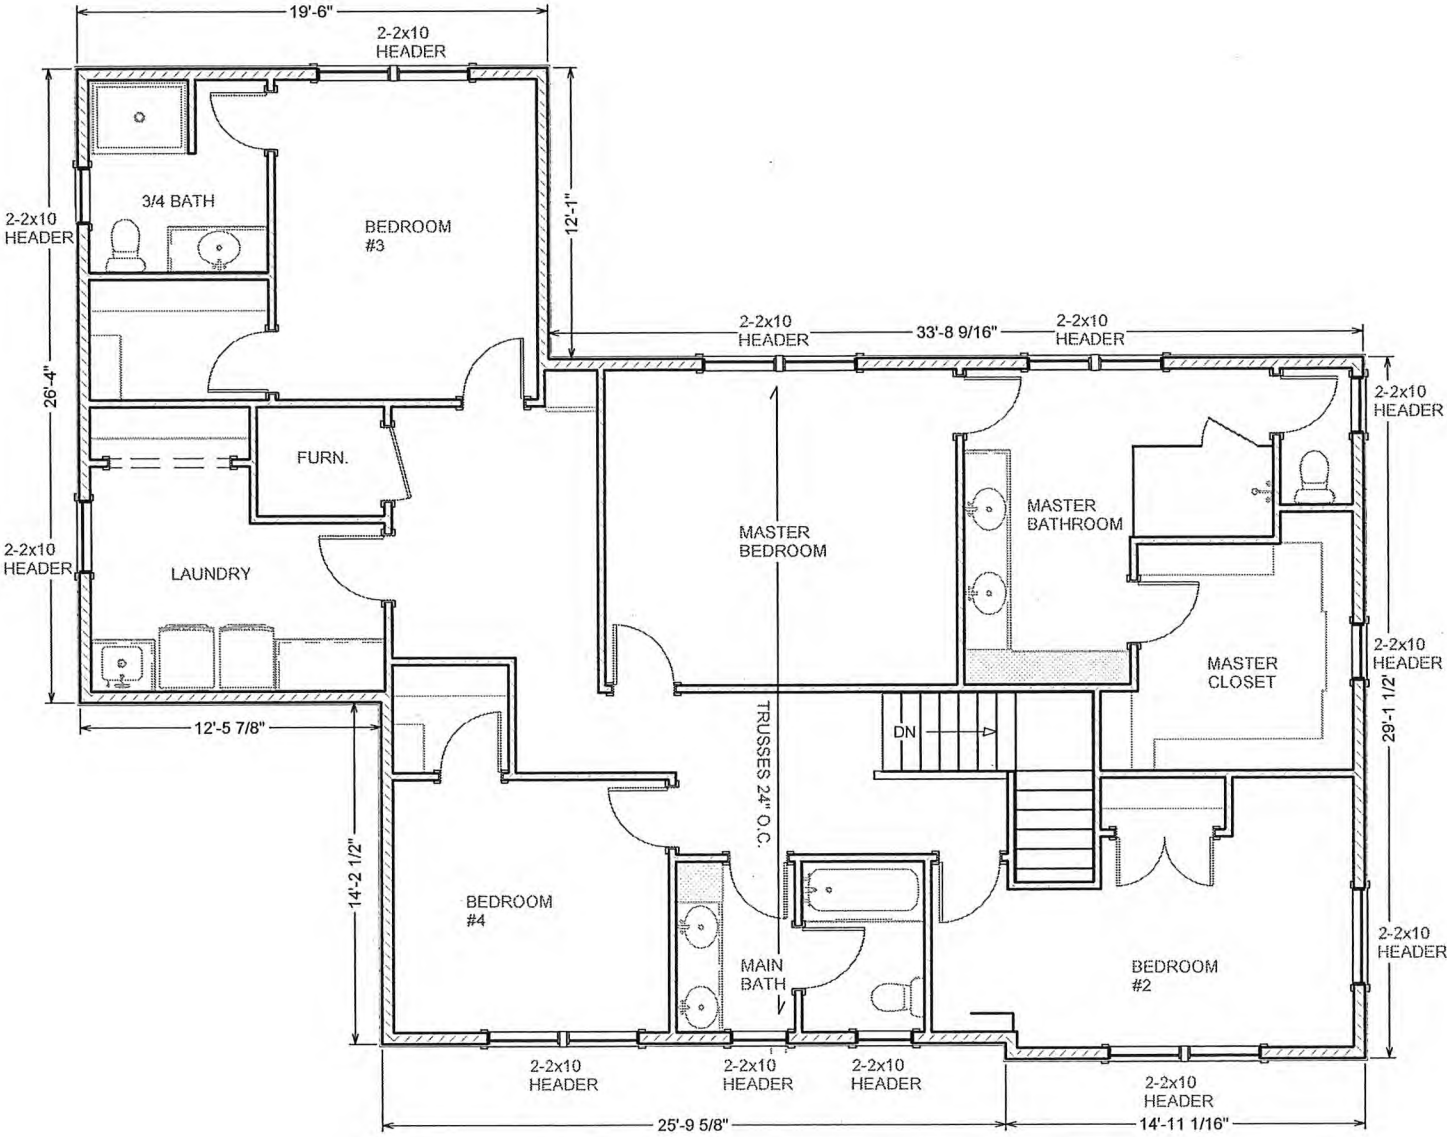 19'-6"
2-2x10
HEADER
12'-1"
3/4 BATH
2-2x10
HEADER
BEDROOM
#3
26'-4"
2-2x10
HEADER
33'-8 9/16"
2-2x10
HEADER
2-2x10
HEADER
FURN.
MASTER
BEDROOM
MASTER
BATHROOM
2-2x10
HEADER
LAUNDRY
2-2x10
HEADER
MASTER
CLOSET
29'-1 1/2'
12'-5 7/8"
TRUSSES 24" O.C.
DN
14'-2 1/2"
BEDROOM
#4
MAIN
BATH
BEDROOM
#2
2-2x10
HEADER
2-2x10
HEADER
2-2x10
HEADER
2-2x10
HEADER
2-2x10
HEADER
25'-9 5/8"
14'-11 1/16"